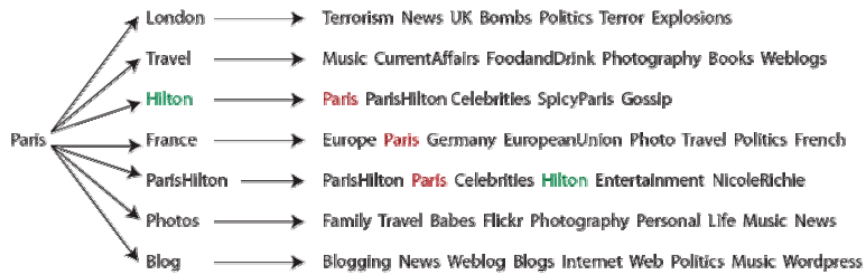 London Terrorism News UK Bombs Politics Terror Explosions
Travel Music CurrentAffairs FoodandDrink Photography Books Weblogs
Hilton Paris ParisHilton Celebrities SpicyParis Gossip
Paris France Europe Paris Germany EuropeanUnion Photo Travel Politics French
ParisHilton ParisHilton Paris Celebrities Hilton Entertainment NicoleRichie
Photos Family Travel Babes Flickr Photography Personal Life Music News
Blog Blogging News Weblog Blogs Internet Web Politics Music Wordpress